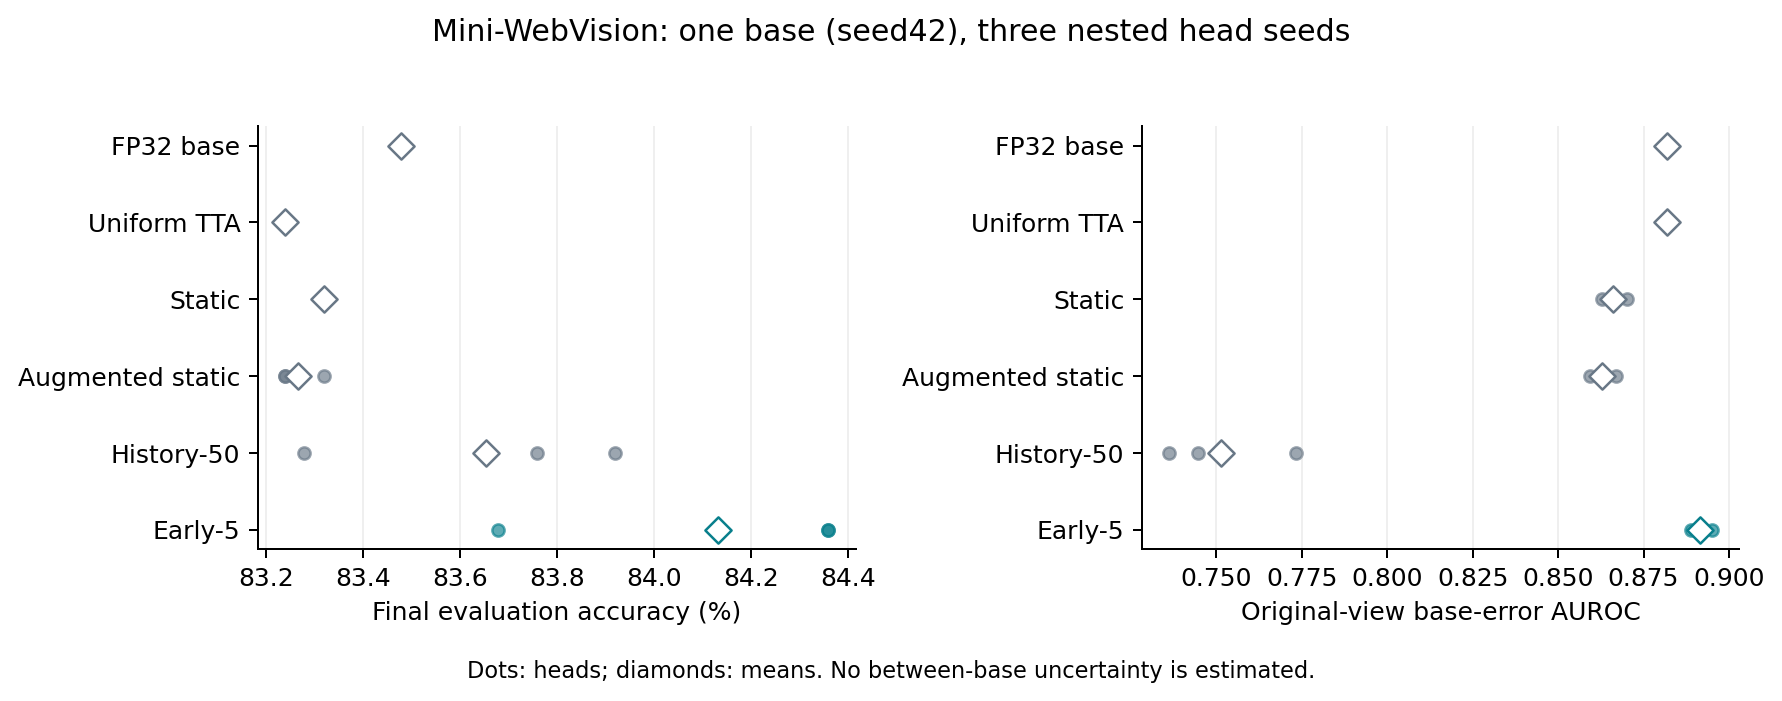 Mini-WebVision: one base (seed42), three nested head seeds
FP32 base
Uniform TTA
Static
Augmented static
History-50
Early-5
83.2 83.4 83.6 83.8 84.0 84.2 84.4
Final evaluation accuracy (%)
FP32 base
Uniform TTA
Static
Augmented static
History-50
Early-5
0.750 0.775 0.800 0.825 0.850 0.875 0.900
Original-view base-error AUROC
Dots: heads; diamonds: means. No between-base uncertainty is estimated.